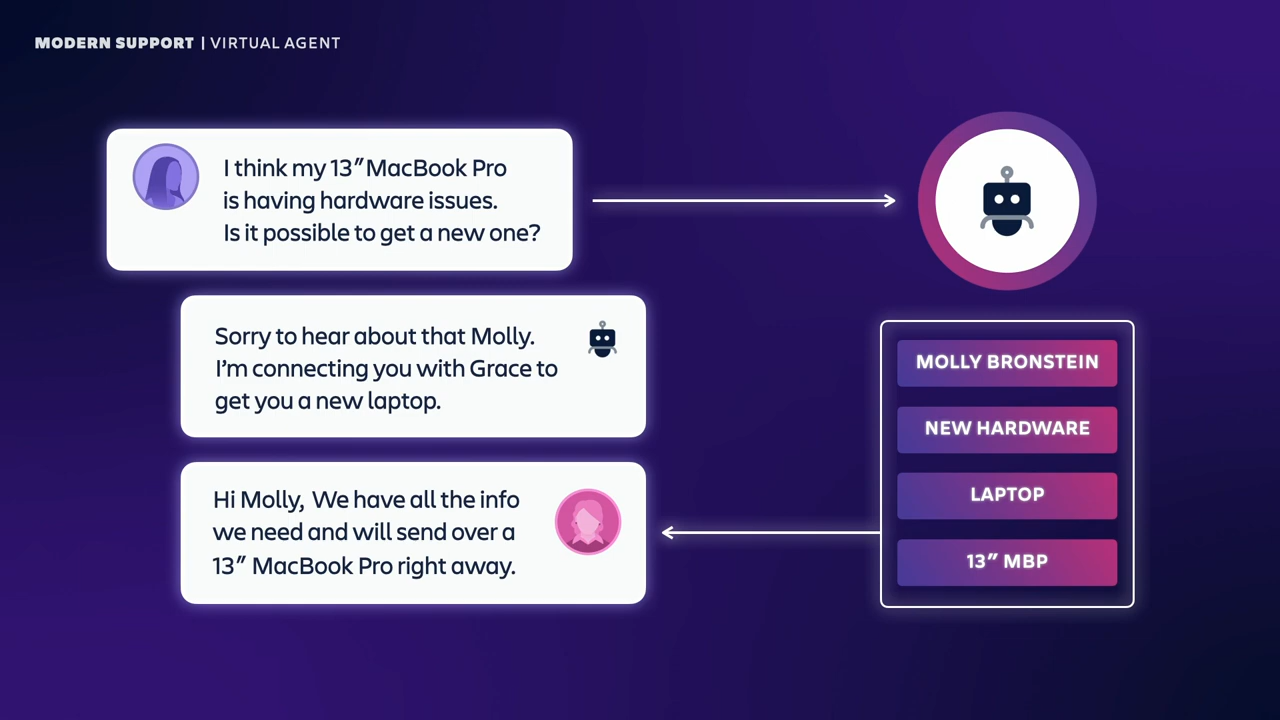 MODERN SUPPORT | VIRTUAL AGENT
I think my 13” MacBook Pro
is having hardware issues.
Is it possible to get a new one?
Sorry to hear about that Molly.
I’m connecting you with Grace to
get you a new laptop.
Hi Molly, We have all the info
we need and will send over a
13” MacBook Pro right away.
MOLLY BRONSTEIN
NEW HARDWARE
LAPTOP
13” MBP